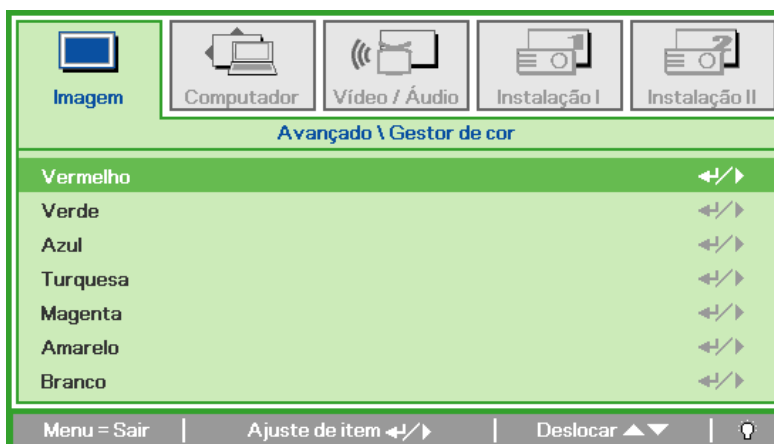 Imagem Computador Vídeo / Áudio Instalação I Instalação II
Avançado \ Gestor de cor
Vermelho
Verde
Azul
Turquesa
Magenta
Amarelo
Branco
Menu = Sair Ajuste de item Deslocar